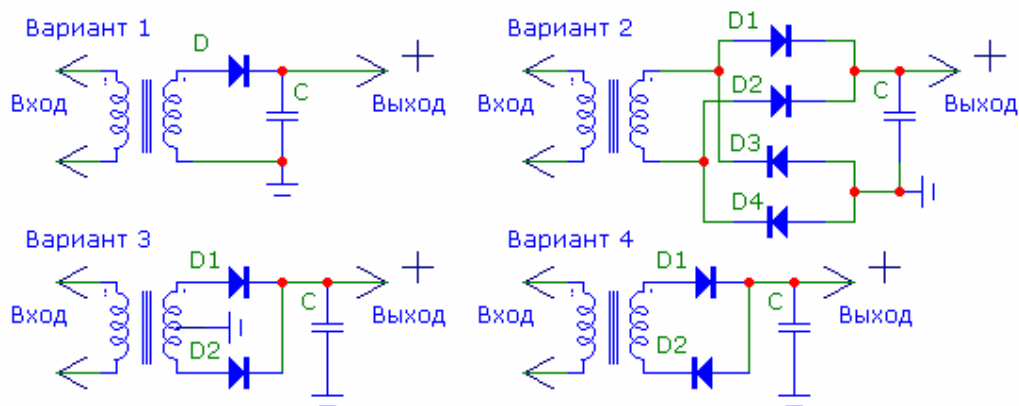 Вариант 1
D
+
Вход
C
Выход
Вариант 2
D1
+
Вход
D2
C
Выход
D3
D4
Вариант 3
D1
+
Вход
C
Выход
D2
Вариант 4
D1
+
Вход
C
Выход
D2